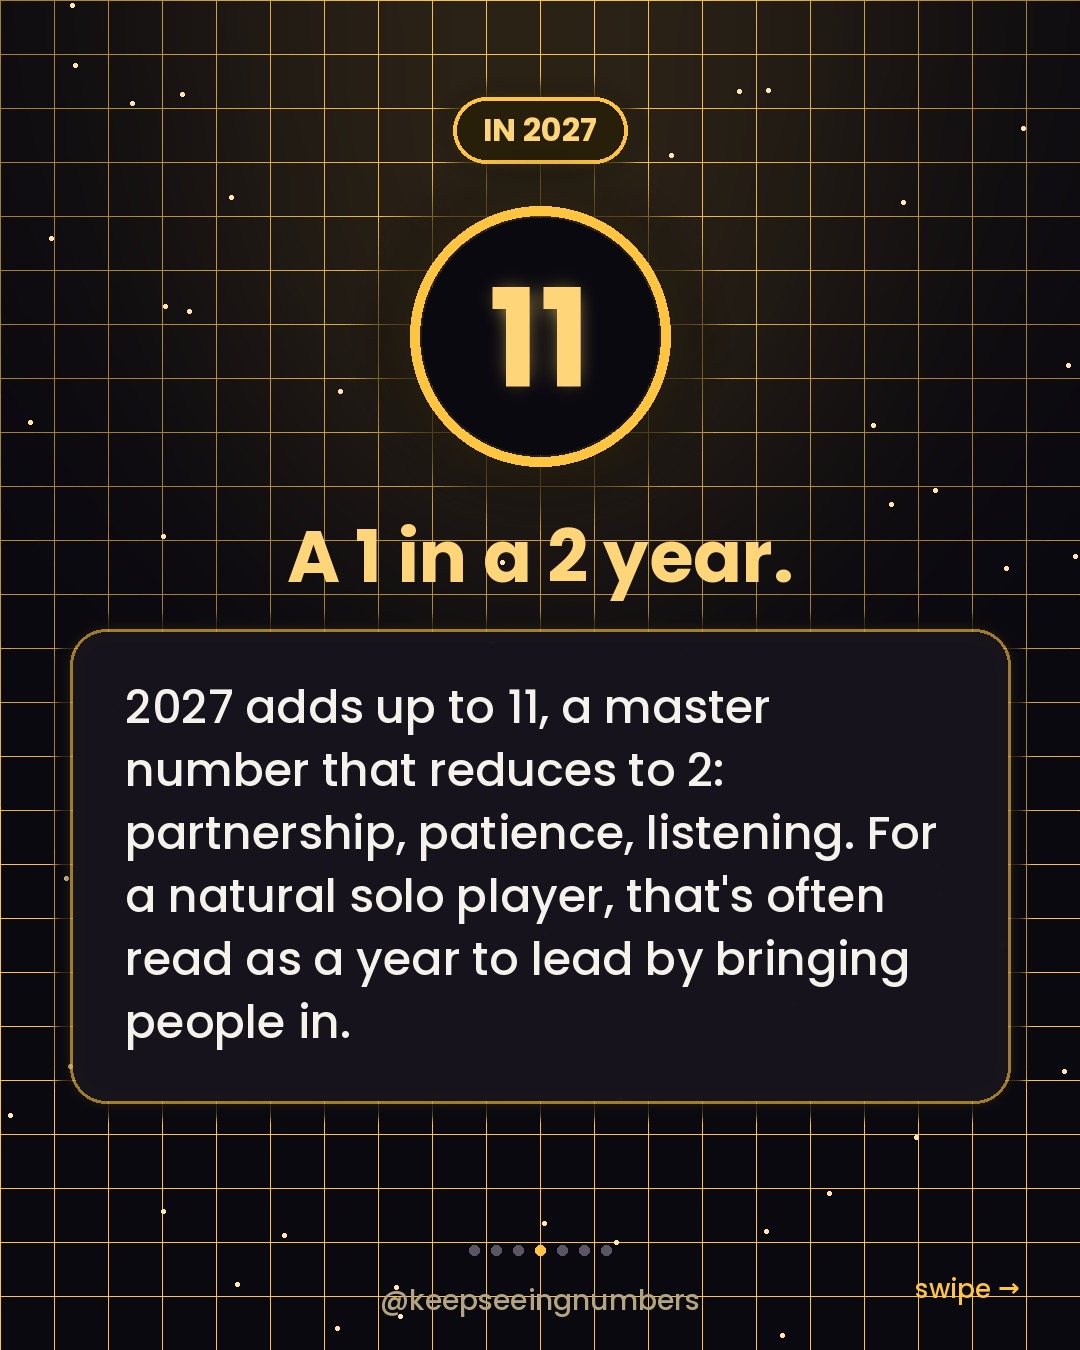 IN 2027
11
A 1 in a 2 year.
2027 adds up to 11, a master
number that reduces to 2:
partnership, patience, listening. For
a natural solo player, that's often
read as a year to lead by bringing
people in.
@keepseeingnumbers
swipe →